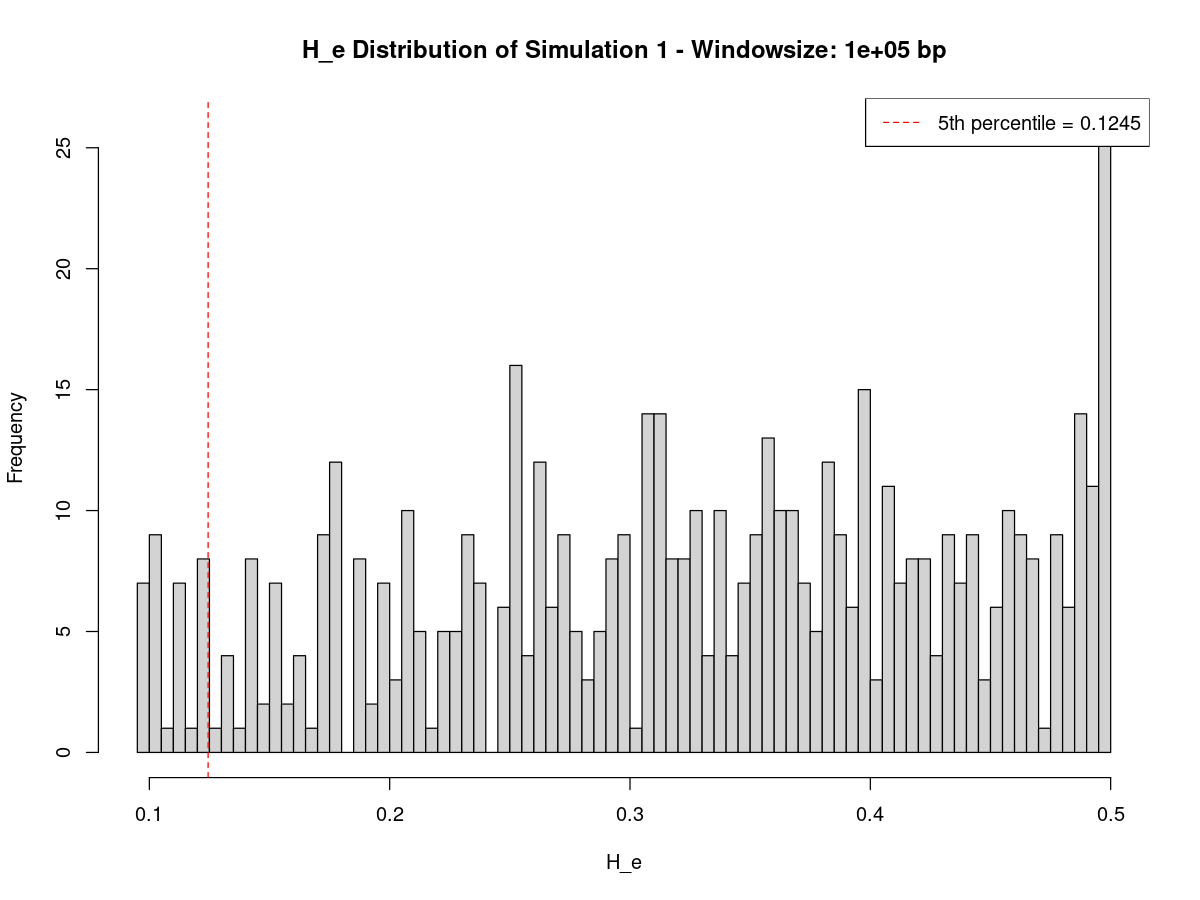 H_e Distribution of Simulation 1 - Windowsize: 1e+05 bp
5th percentile = 0.1245
25
20
15
10
5
0
Frequency
0.1 0.2 0.3 0.4 0.5
H_e